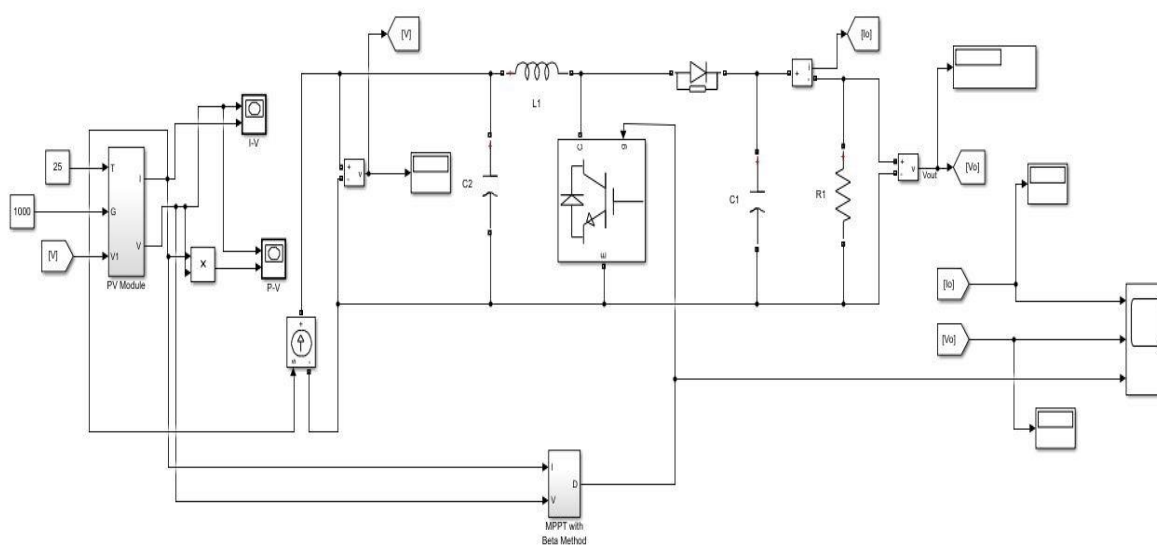 [V]
[Io]
+
L1
i
+
-
I-V
C
g
25
T
I
+
-
v
C2
+
C1
+
R1
+
-
v
Vout
[Vo]
1000
G
[V]
V1
V
PV Module
×
P-V
E
[Io]
+
s
-
[Vo]
I
V
D
MPPT with
Beta Method